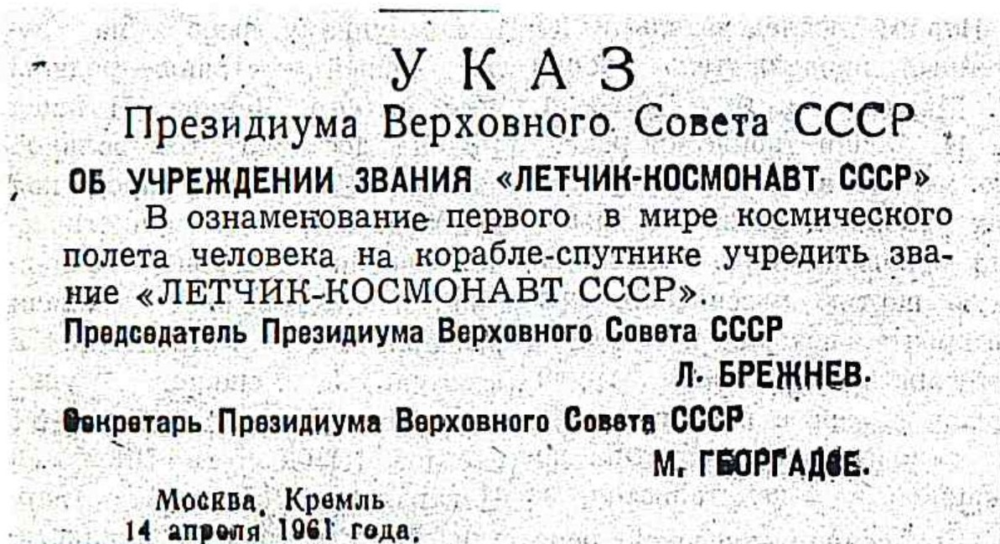 УКАЗ
Президиума Верховного Совета СССР
ОБ УЧРЕЖДЕНИИ ЗВАНИЯ «ЛЕТЧИК-КОСМОНАВТ СССР»
В ознаменование первого в мире космического
полета человека на корабле-спутнике учредить зва-
ние «ЛЕТЧИК-КОСМОНАВТ СССР».
Председатель Президиума Верховного Совета СССР
Л. БРЕЖНЕВ.
Секретарь Президиума Верховного Совета СССР
М. ГЕОРГАДЗЕ.
Москва, Кремль
14 апреля 1961 года.